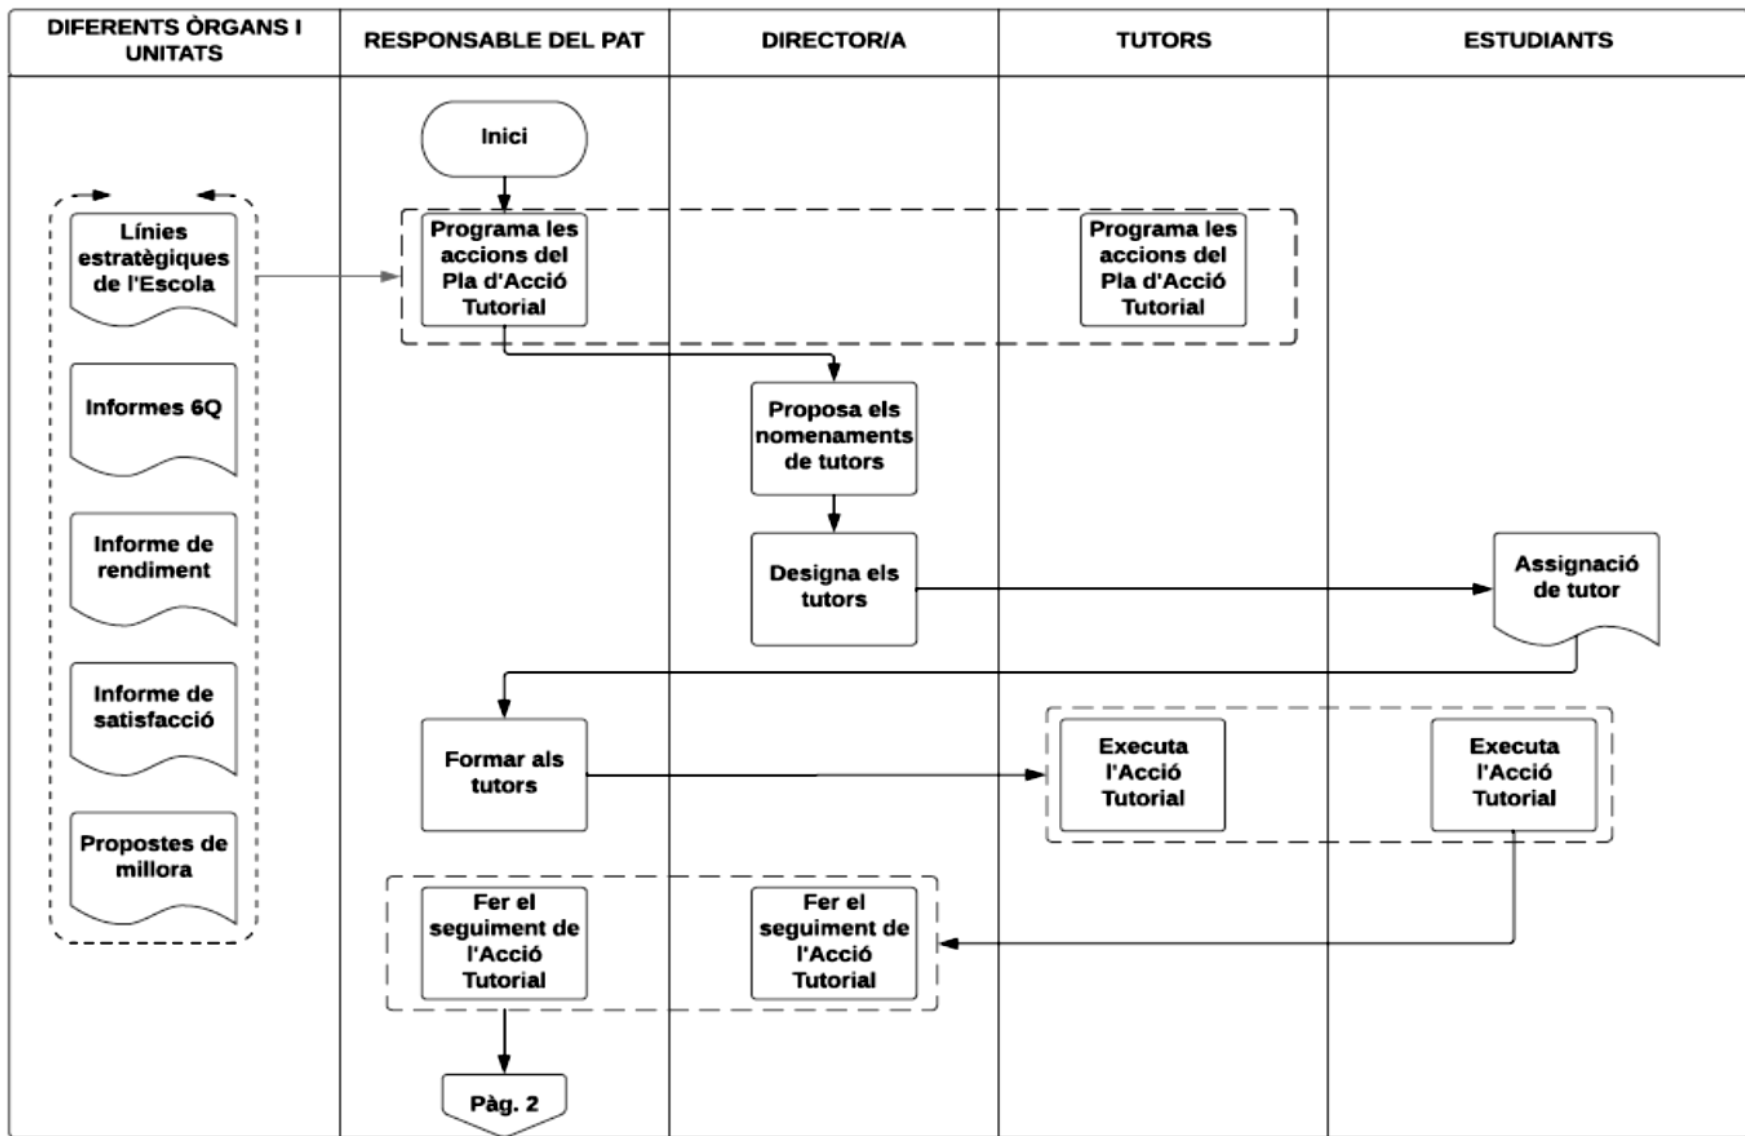 DIFERENTS ÒRGANS I
UNITATS
RESPONSABLE DEL PAT
DIRECTOR/A
TUTORS
ESTUDIANTS
Inici
Línies
estratègiques
de l'Escola
Programa les
accions del
Pla d'Acció
Tutorial
Programa les
accions del
Pla d'Acció
Tutorial
Informes 6Q
Proposa els
nomenaments
de tutors
Informe de
rendiment
Designa els
tutors
Assignació
de tutor
Informe de
satisfacció
Formar als
tutors
Executa
l'Acció
Tutorial
Executa
l'Acció
Tutorial
Propostes de
millora
Fer el
seguiment de
l'Acció
Tutorial
Fer el
seguiment de
l'Acció
Tutorial
Pàg. 2